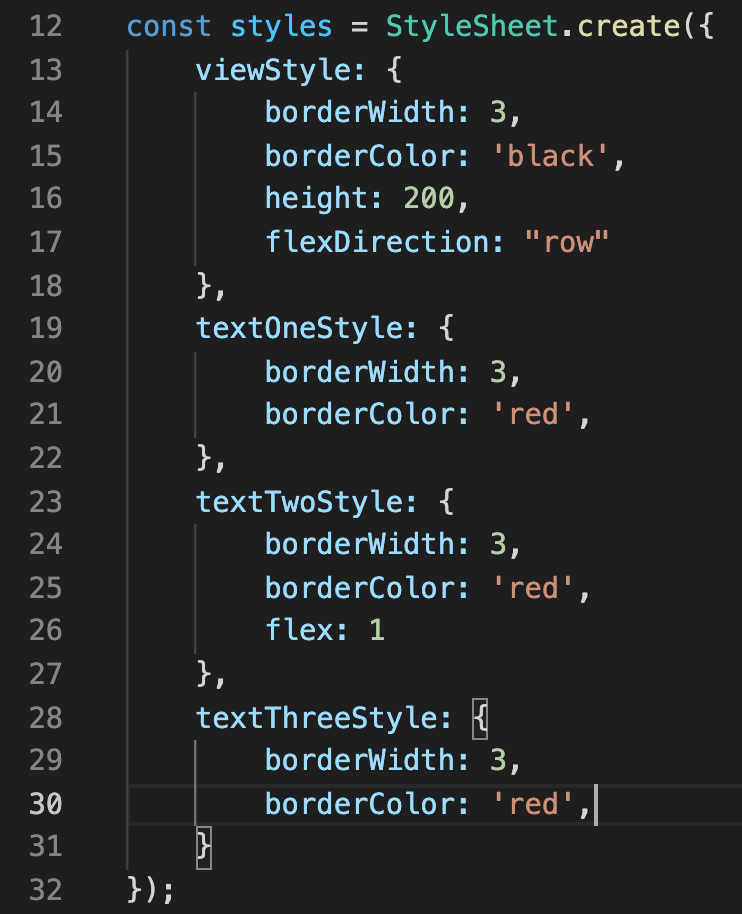 12 const styles = StyleSheet.create({
13 viewStyle: {
14 borderWidth: 3,
15 borderColor: 'black',
16 height: 200,
17 flexDirection: "row"
18 },
19 textOneStyle: {
20 borderWidth: 3,
21 borderColor: 'red',
22 },
23 textTwoStyle: {
24 borderWidth: 3,
25 borderColor: 'red',
26 flex: 1
27 },
28 textThreeStyle: {
29 borderWidth: 3,
30 borderColor: 'red',
31 }
32 });